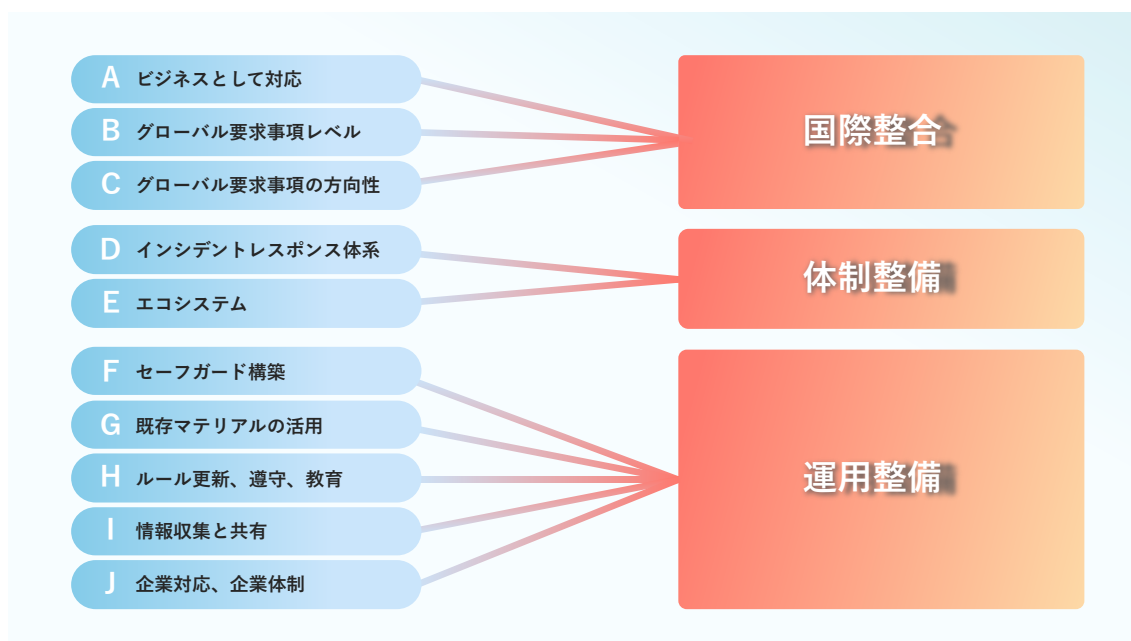 A ビジネスとして対応
B グローバル要求事項レベル
C グローバル要求事項の方向性
国際整合
D インシデントレスポンス体系
E エコシステム
体制整備
F セーフガード構築
G 既存マテリアルの活用
H ルール更新、遵守、教育
I 情報収集と共有
J 企業対応、企業体制
運用整備